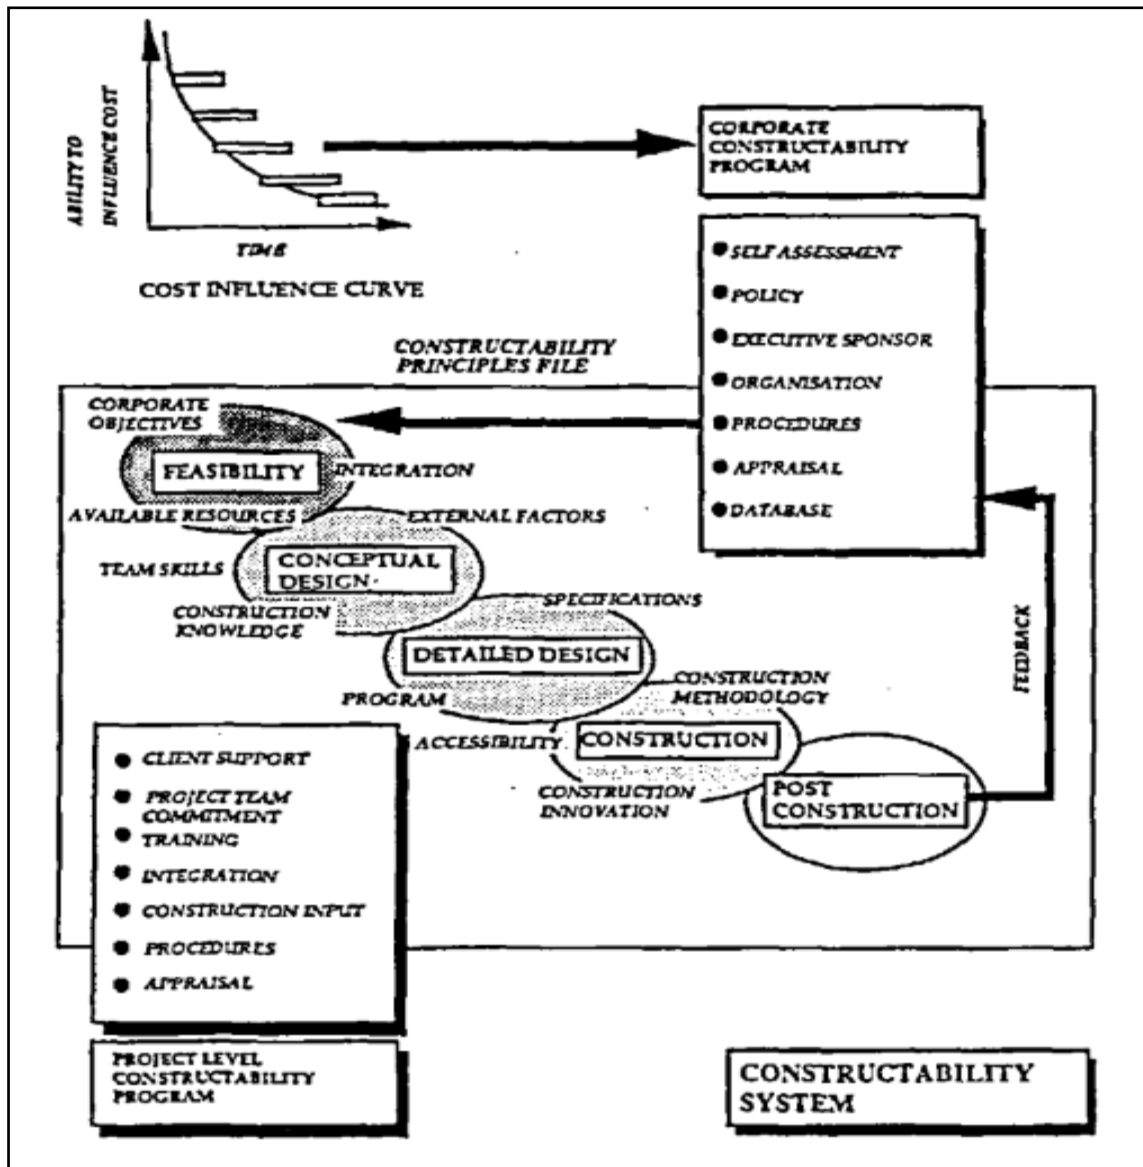 ABILITY TO
INFLUENCE COST
TIME
COST INFLUENCE CURVE
CORPORATE
CONSTRUCTABILITY
PROGRAM
SELF ASSESSMENT
POLICY
EXECUTIVE SPONSOR
ORGANISATION
PROCEDURES
APPRAISAL
DATABASE
CONSTRUCTABILITY
PRINCIPLES FILE
CORPORATE
OBJECTIVES
FEASIBILITY
INTEGRATION
AVAILABLE RESOURCES
EXTERNAL FACTORS
TEAM SKILLS
CONCEPTUAL
DESIGN
CONSTRUCTION
KNOWLEDGE
SPECIFICATIONS
DETAILED DESIGN
PROGRAM
CONSTRUCTION
METHODOLOGY
ACCESSIBILITY
CONSTRUCTION
CONSTRUCTION
INNOVATION
POST
CONSTRUCTION
FEEDBACK
CLIENT SUPPORT
PROJECT TEAM
COMMITMENT
TRAINING
INTEGRATION
CONSTRUCTION INPUT
PROCEDURES
APPRAISAL
PROJECT LEVEL
CONSTRUCTABILITY
PROGRAM
CONSTRUCTABILITY
SYSTEM